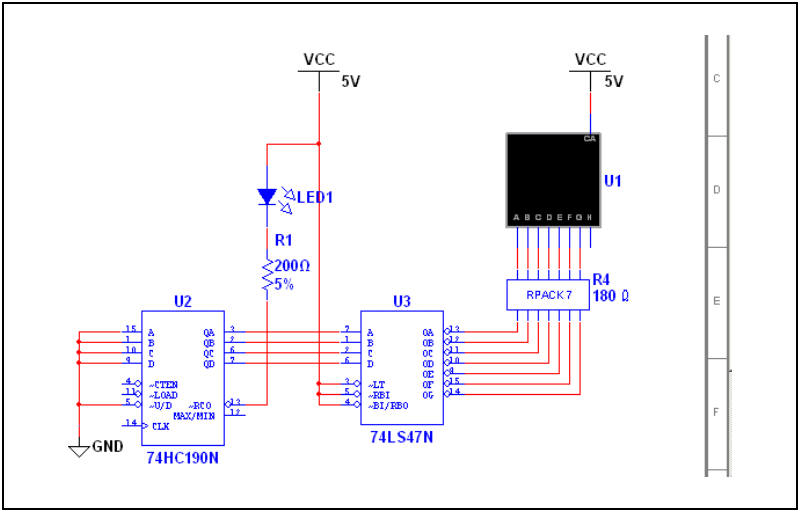 VCC
5V
VCC
5V
C
CA
U1
A B C D E F G H
D
LED1
R1
200Ω
5%
R4
180 Ω
RPACK7
E
U2
U3
15 A QA 3
1 B QB 2
10 C QC 6
9 D QD 7
4 ~CTEN
11 ~LOAD
5 ~U/D ~RCO 13
MAX/MIN 12
14 CLK
74HC190N
7 A OA 13
1 B OB 12
2 C OC 11
6 D OD 10
OE 9
3 ~LT OF 15
5 ~RBI OG 14
4 ~BI/RBO
74LS47N
GND
F